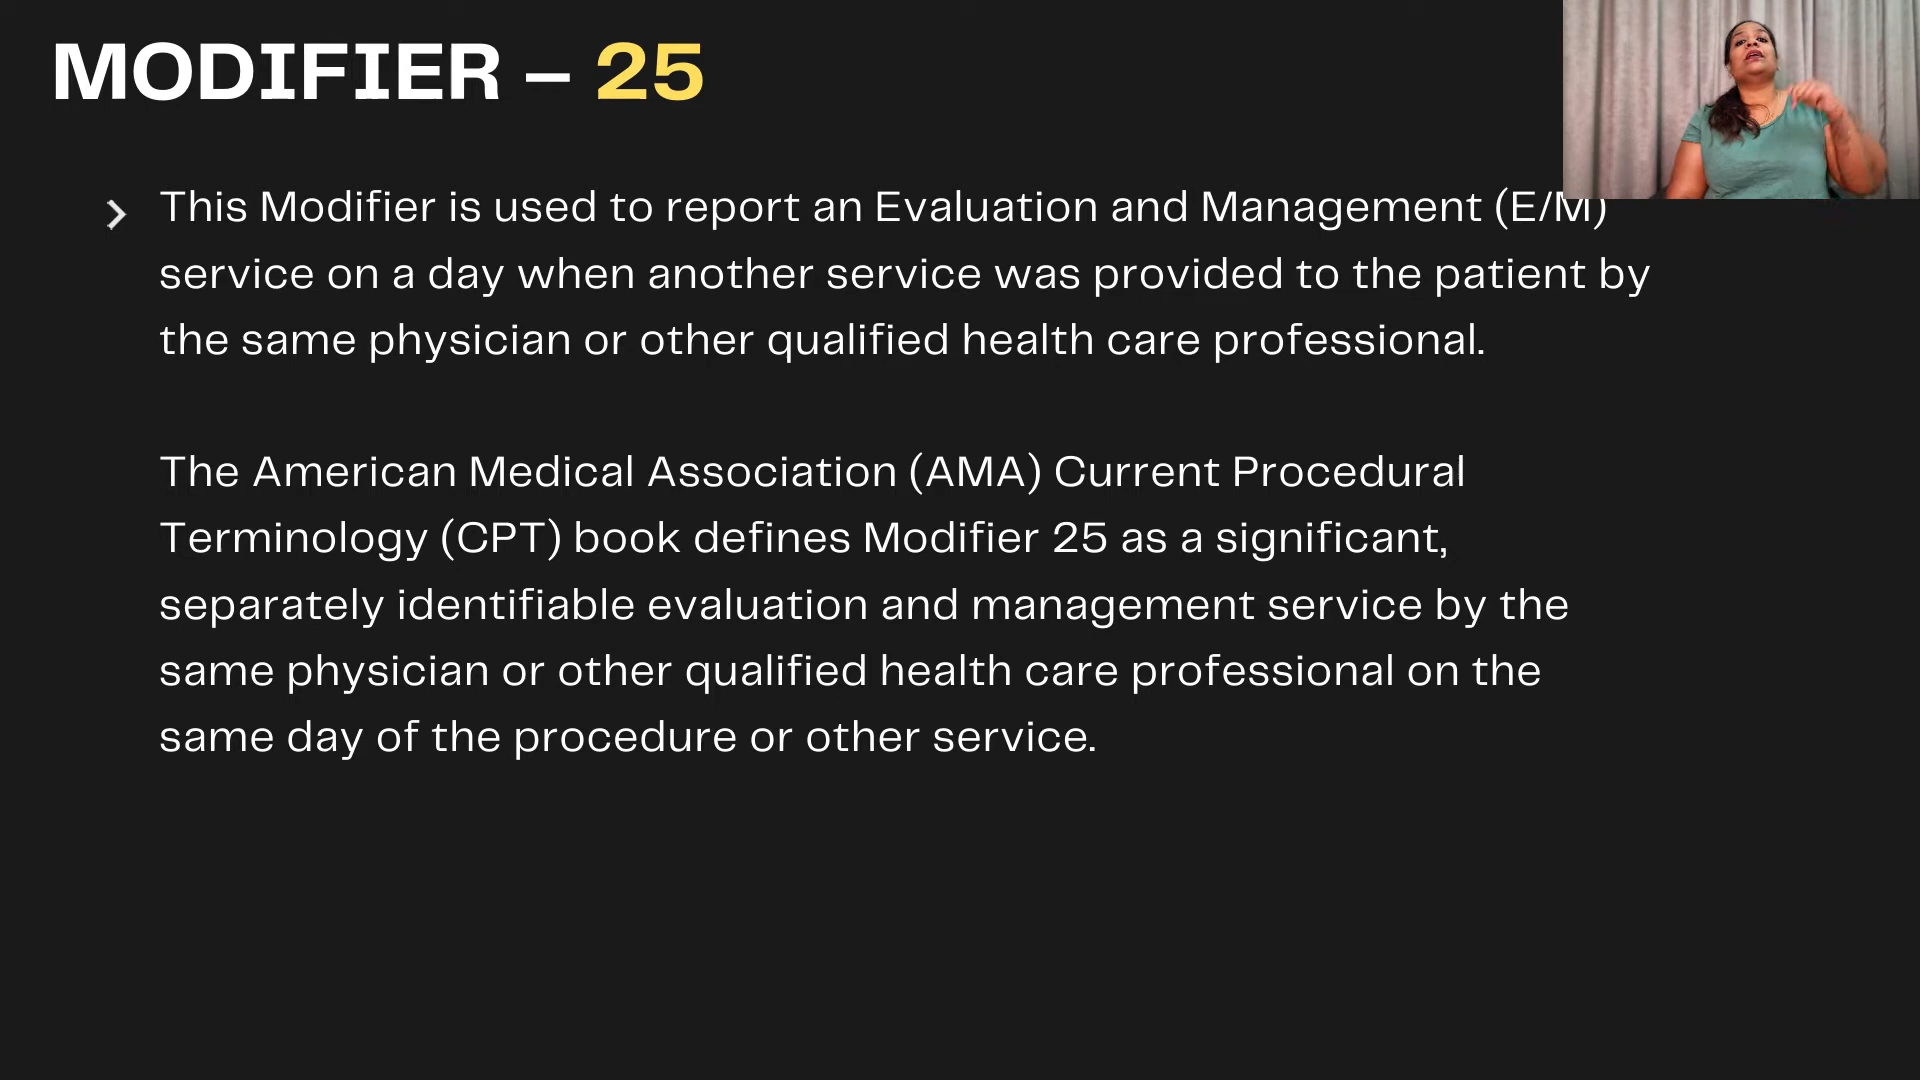 MODIFIER – 25
This Modifier is used to report an Evaluation and Management (E/M)
service on a day when another service was provided to the patient by
the same physician or other qualified health care professional.
The American Medical Association (AMA) Current Procedural
Terminology (CPT) book defines Modifier 25 as a significant,
separately identifiable evaluation and management service by the
same physician or other qualified health care professional on the
same day of the procedure or other service.